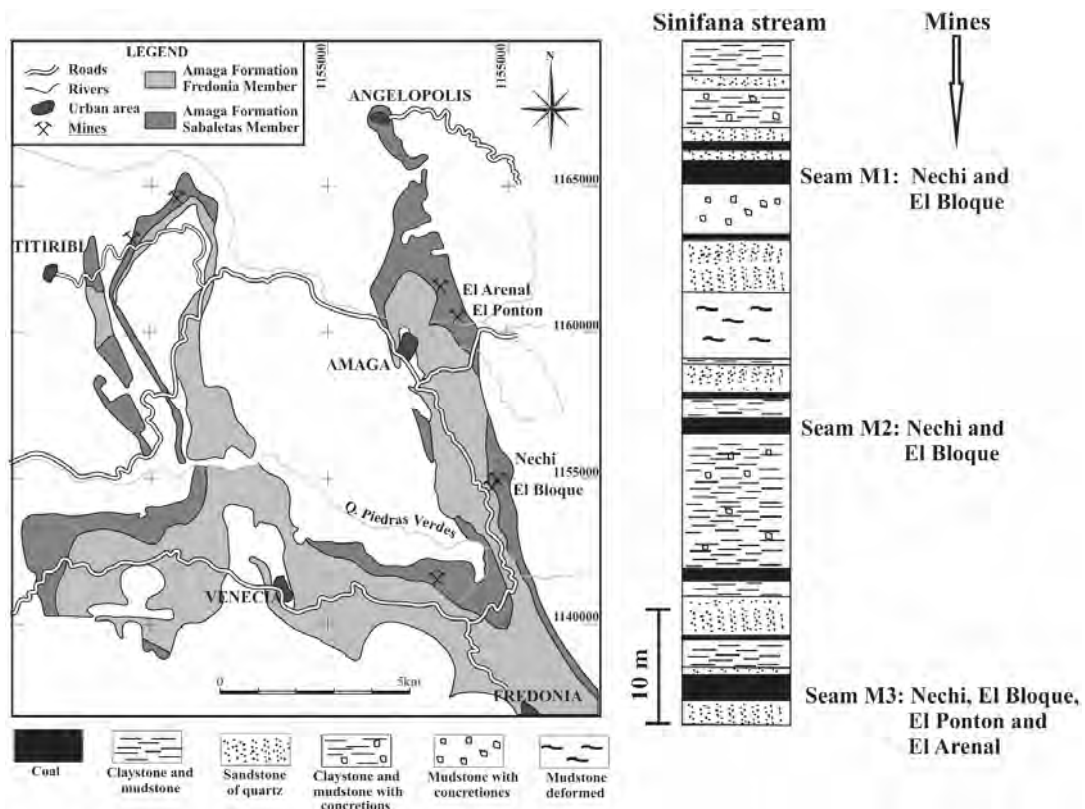 LEGEND
Roads
Rivers
Urban area
Mines
Amaga Formation
Fredonia Member
Amaga Formation
Sabaletas Member
1155000
1155000
N
ANGELOPOLIS
1165000
TITIRIBI
El Arenal
El Ponton
1160000
AMAGA
Nechi
El Bloque
1155000
Q. Piedras Verdes
VENECIA
1140000
0
5km
FREDONIA
Coal
Claystone and
mudstone
Sandstone
of quartz
Claystone and
mudstone with
concretions
Mudstone with
concretiones
Mudstone
deformed
Sinifana stream
Mines
Seam M1: Nechi and
El Bloque
Seam M2: Nechi and
El Bloque
10 m
Seam M3: Nechi, El Bloque,
El Ponton and
El Arenal